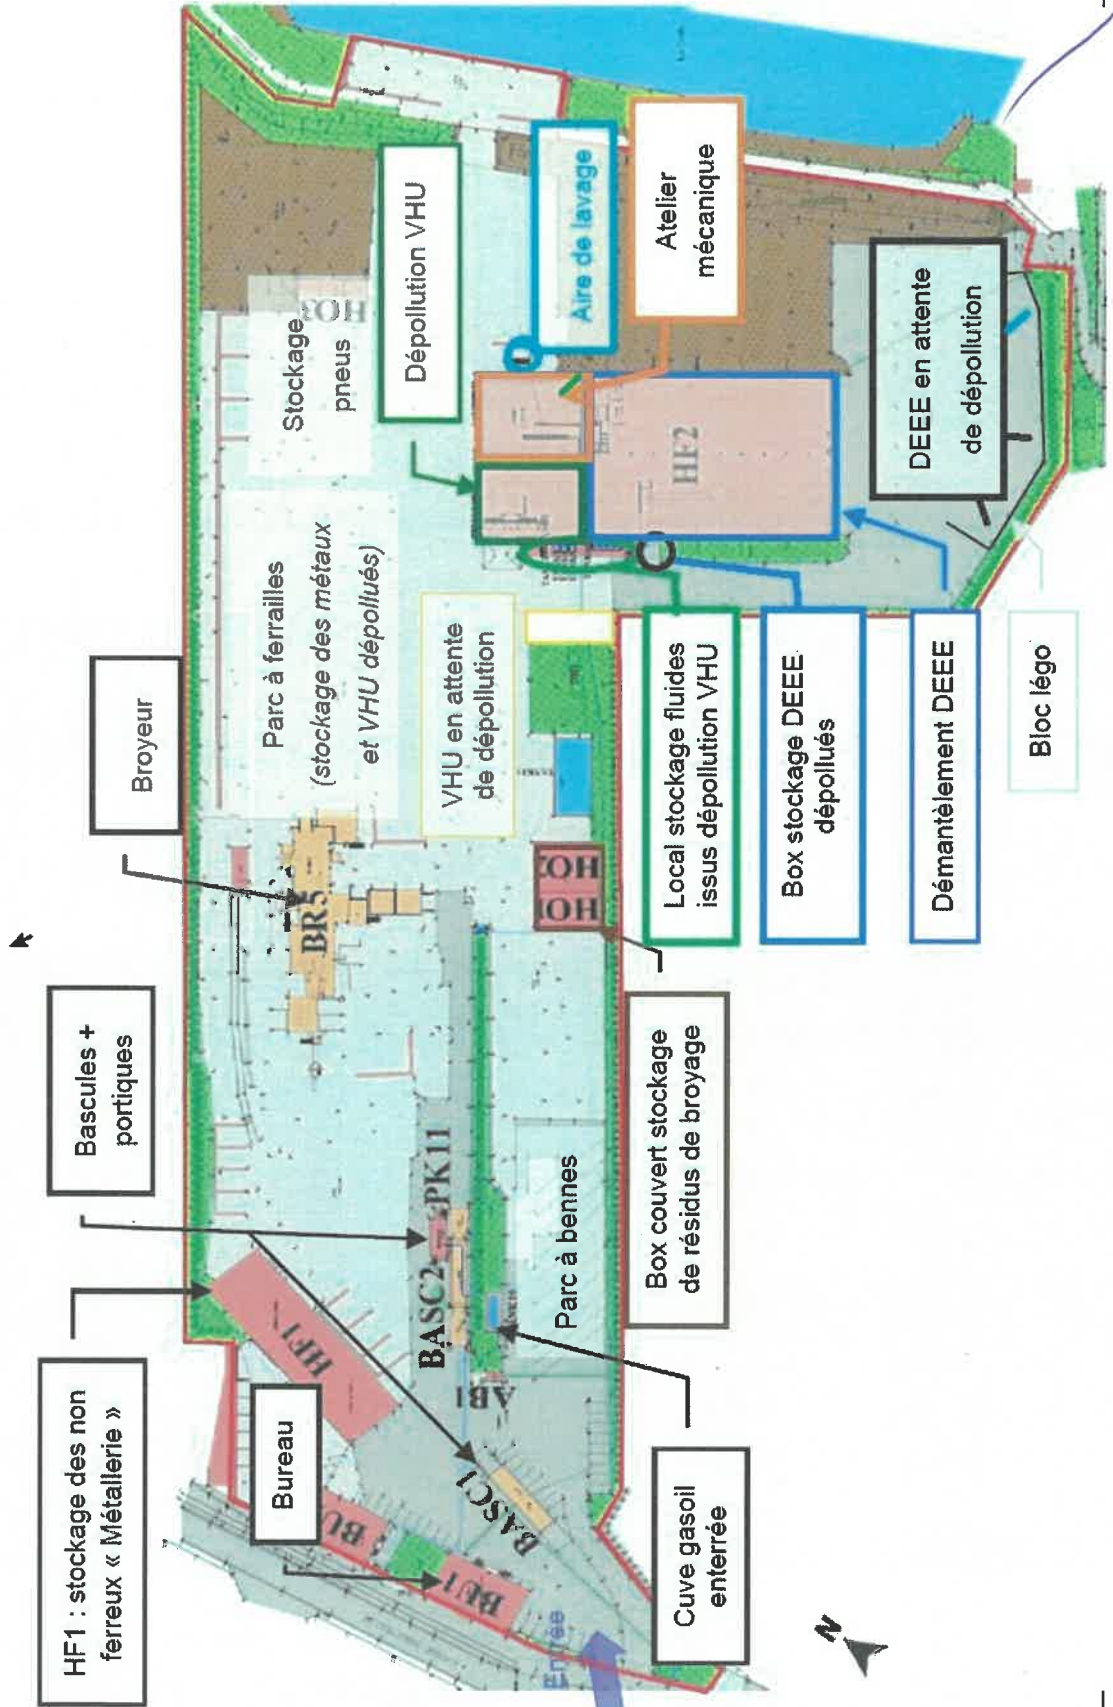 HF1 : stockage des non
ferreux « Métallerie »
Bascules +
portiques
Broyeur
Bureau
HF1
BU1
BASC1
BASC2
PK11
AB1
BR5
Entrée
Parc à ferrailles
(stockage des métaux
et VHU dépollués)
Stockage
pneus
HO3
Dépollution VHU
VHU en attente
de dépollution
Aire de lavage
Atelier
mécanique
HF2
HO1
HO2
Parc à bennes
Cuve gasoil
enterrée
Box couvert stockage
de résidus de broyage
Local stockage fluides
issus dépollution VHU
Box stockage DEEE
dépollués
Démantèlement DEEE
DEEE en attente
de dépollution
Bloc légo
N